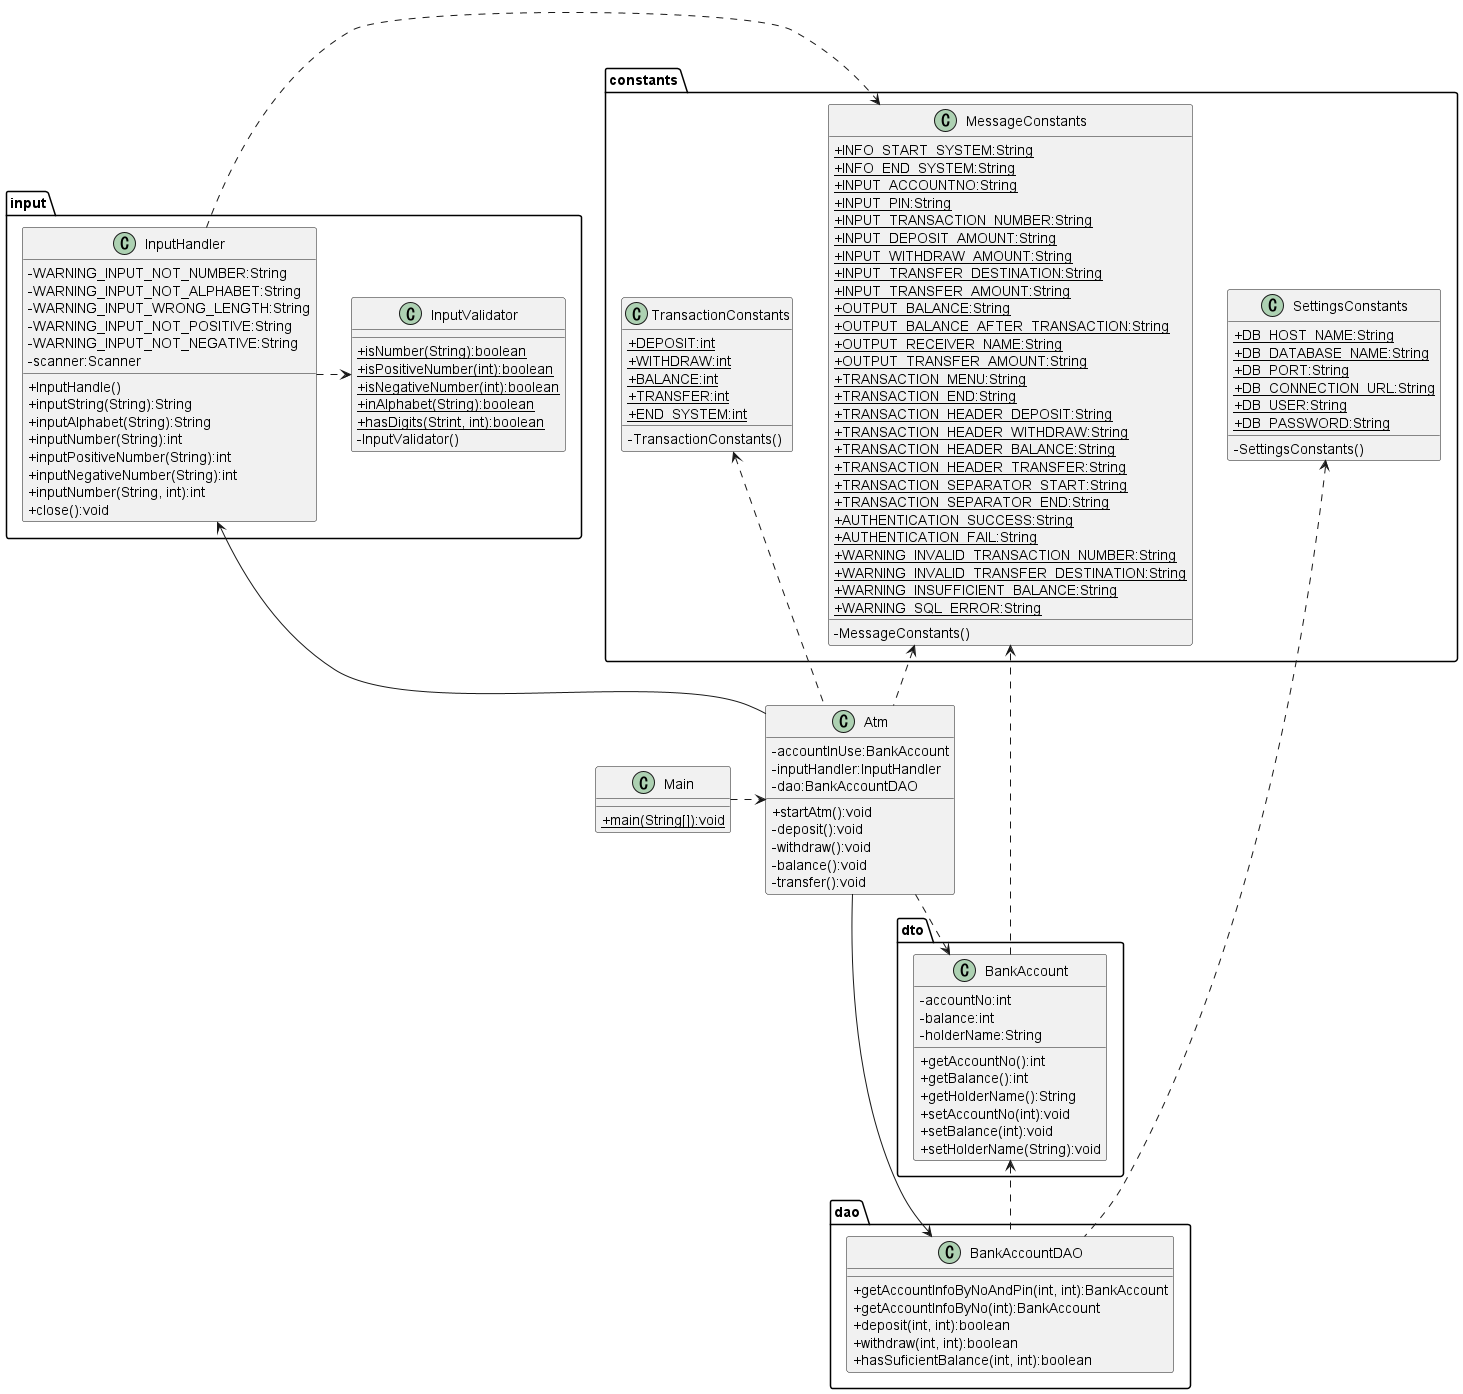 constants
MessageConstants
+INFO_START_SYSTEM:String
+INFO_END_SYSTEM:String
+INPUT_ACCOUNTNO:String
+INPUT_PIN:String
+INPUT_TRANSACTION_NUMBER:String
+INPUT_DEPOSIT_AMOUNT:String
+INPUT_WITHDRAW_AMOUNT:String
+INPUT_TRANSFER_DESTINATION:String
+INPUT_TRANSFER_AMOUNT:String
+OUTPUT_BALANCE:String
+OUTPUT_BALANCE_AFTER_TRANSACTION:String
+OUTPUT_RECEIVER_NAME:String
+OUTPUT_TRANSFER_AMOUNT:String
+TRANSACTION_MENU:String
+TRANSACTION_END:String
+TRANSACTION_HEADER_DEPOSIT:String
+TRANSACTION_HEADER_WITHDRAW:String
+TRANSACTION_HEADER_BALANCE:String
+TRANSACTION_HEADER_TRANSFER:String
+TRANSACTION_SEPARATOR_START:String
+TRANSACTION_SEPARATOR_END:String
+AUTHENTICATION_SUCCESS:String
+AUTHENTICATION_FAIL:String
+WARNING_INVALID_TRANSACTION_NUMBER:String
+WARNING_INVALID_TRANSFER_DESTINATION:String
+WARNING_INSUFFICIENT_BALANCE:String
+WARNING_SQL_ERROR:String
-MessageConstants()
TransactionConstants
+DEPOSIT:int
+WITHDRAW:int
+BALANCE:int
+TRANSFER:int
+END_SYSTEM:int
-TransactionConstants()
SettingsConstants
+DB_HOST_NAME:String
+DB_DATABASE_NAME:String
+DB_PORT:String
+DB_CONNECTION_URL:String
+DB_USER:String
+DB_PASSWORD:String
-SettingsConstants()
input
InputHandler
-WARNING_INPUT_NOT_NUMBER:String
-WARNING_INPUT_NOT_ALPHABET:String
-WARNING_INPUT_WRONG_LENGTH:String
-WARNING_INPUT_NOT_POSITIVE:String
-WARNING_INPUT_NOT_NEGATIVE:String
-scanner:Scanner
+InputHandle()
+inputString(String):String
+inputAlphabet(String):String
+inputNumber(String):int
+inputPositiveNumber(String):int
+inputNegativeNumber(String):int
+inputNumber(String, int):int
+close():void
InputValidator
+isNumber(String):boolean
+isPositiveNumber(int):boolean
+isNegativeNumber(int):boolean
+inAlphabet(String):boolean
+hasDigits(Strint, int):boolean
-InputValidator()
Main
+main(String[]):void
Atm
-accountInUse:BankAccount
-inputHandler:InputHandler
-dao:BankAccountDAO
+startAtm():void
-deposit():void
-withdraw():void
-balance():void
-transfer():void
dto
BankAccount
-accountNo:int
-balance:int
-holderName:String
+getAccountNo():int
+getBalance():int
+getHolderName():String
+setAccountNo(int):void
+setBalance(int):void
+setHolderName(String):void
dao
BankAccountDAO
+getAccountInfoByNoAndPin(int, int):BankAccount
+getAccountInfoByNo(int):BankAccount
+deposit(int, int):boolean
+withdraw(int, int):boolean
+hasSuficientBalance(int, int):boolean